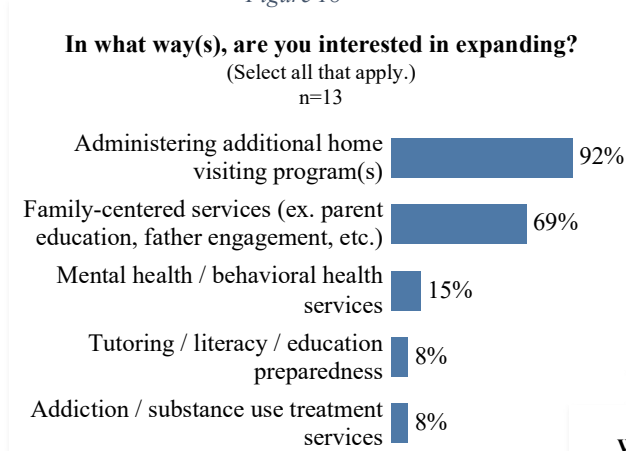 In what way(s), are you interested in expanding?
(Select all that apply.)
n=13
Administering additional home
visiting program(s)
92%
Family-centered services (ex. parent
education, father engagement, etc.)
69%
Mental health / behavioral health
services
15%
Tutoring / literacy / education
preparedness
8%
Addiction / substance use treatment
services
8%